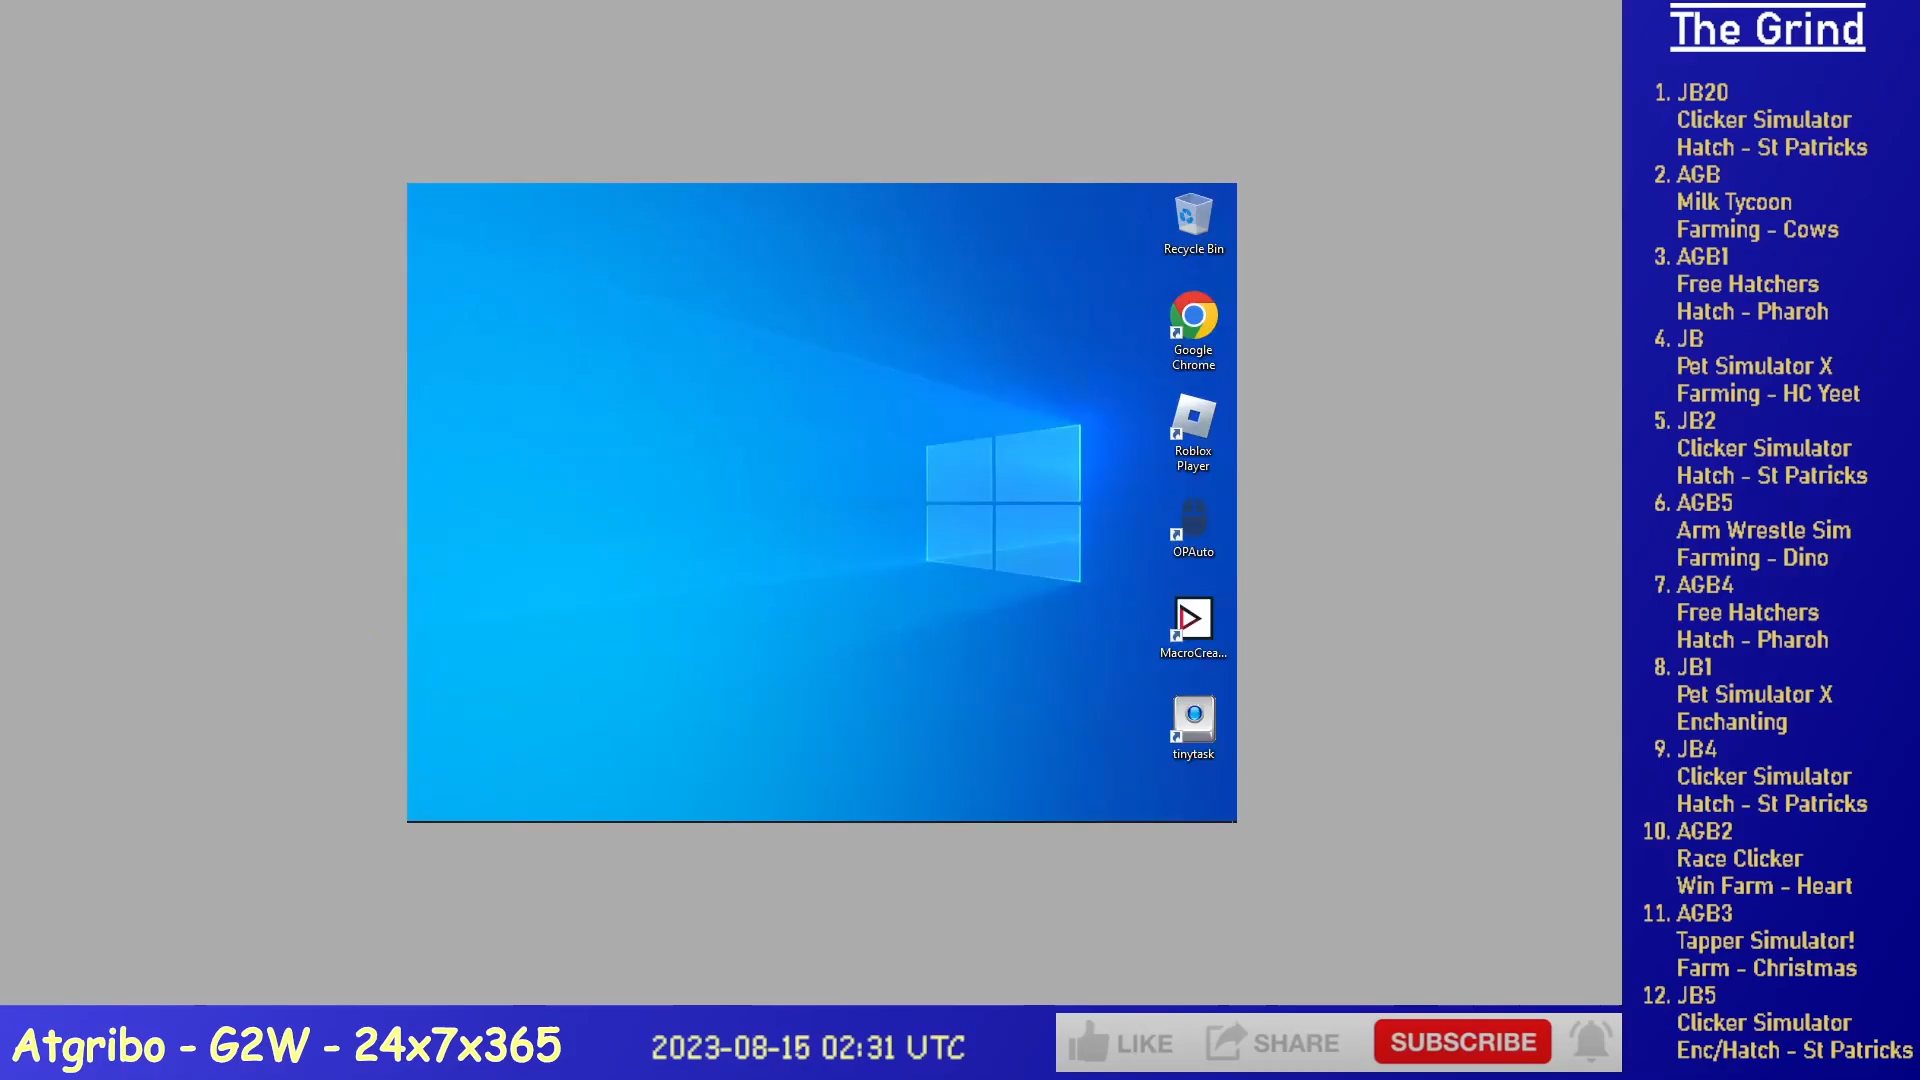 The Grind
1. JB20
Clicker Simulator
Hatch - St Patricks
2. AGB
Milk Tycoon
Farming - Cows
3. AGB1
Free Hatchers
Hatch - Pharoh
4. JB
Pet Simulator X
Farming - HC Yeet
5. JB2
Clicker Simulator
Hatch - St Patricks
6. AGB5
Arm Wrestle Sim
Farming - Dino
7. AGB4
Free Hatchers
Hatch - Pharoh
8. JB1
Pet Simulator X
Enchanting
9. JB4
Clicker Simulator
Hatch - St Patricks
10. AGB2
Race Clicker
Win Farm - Heart
11. AGB3
Tapper Simulator!
Farm - Christmas
12. JB5
Clicker Simulator
Enc/Hatch - St Patricks
Recycle Bin
Google
Chrome
Roblox
Player
OPAuto
MacroCrea...
tinytask
Atgribo - G2W - 24x7x365
2023-08-15 02:31 UTC
LIKE
SHARE
SUBSCRIBE